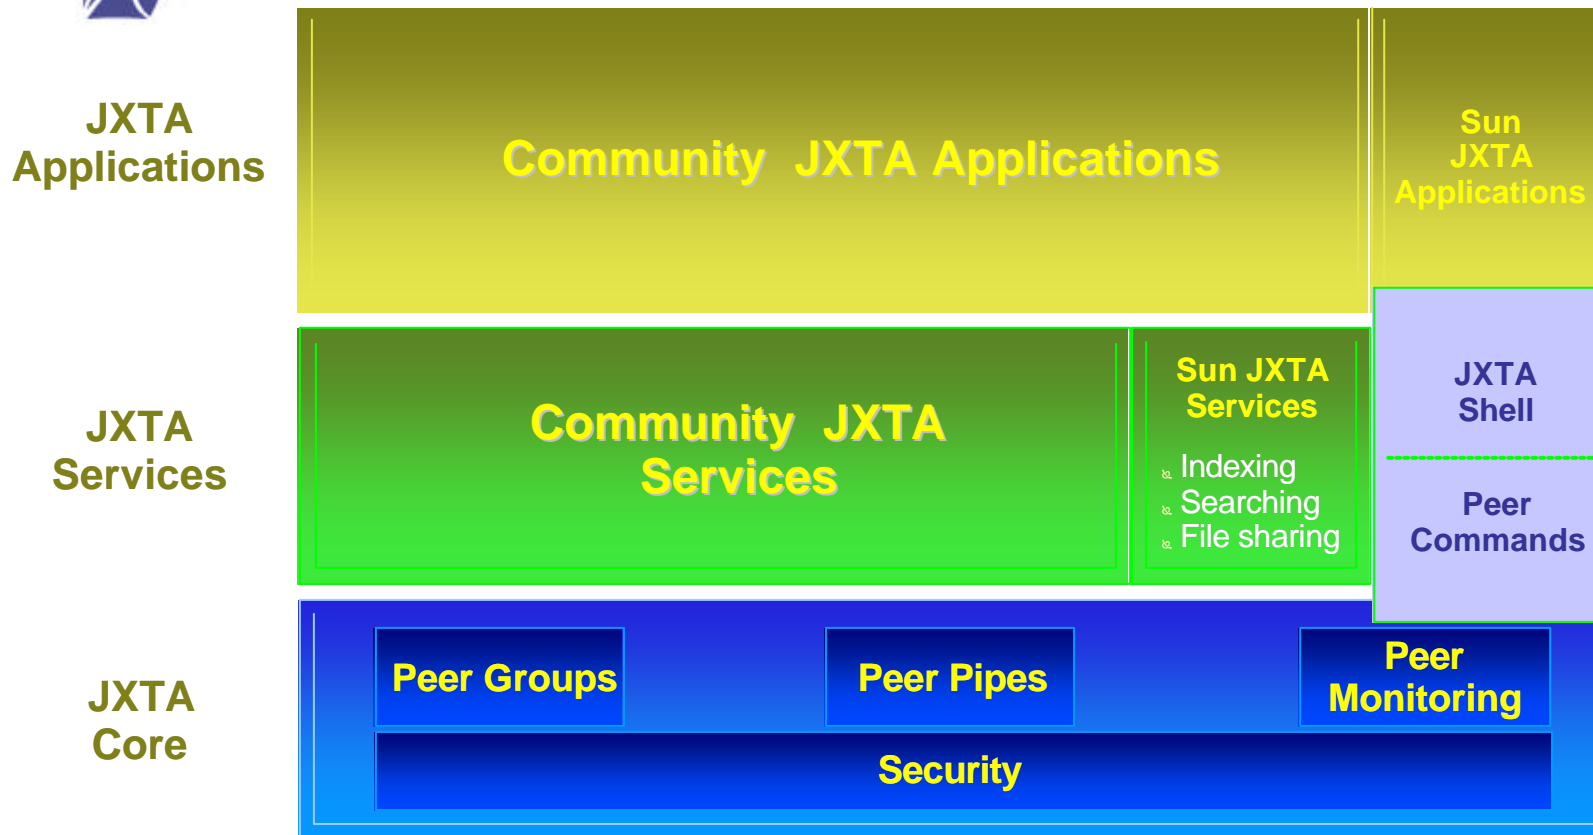 JXTA
Applications
Community JXTA Applications
Sun
JXTA
Applications
JXTA
Services
Community JXTA
Services
Sun JXTA
Services
Indexing
Searching
File sharing
JXTA
Shell
Peer
Commands
JXTA
Core
Peer Groups
Peer Pipes
Peer
Monitoring
Security